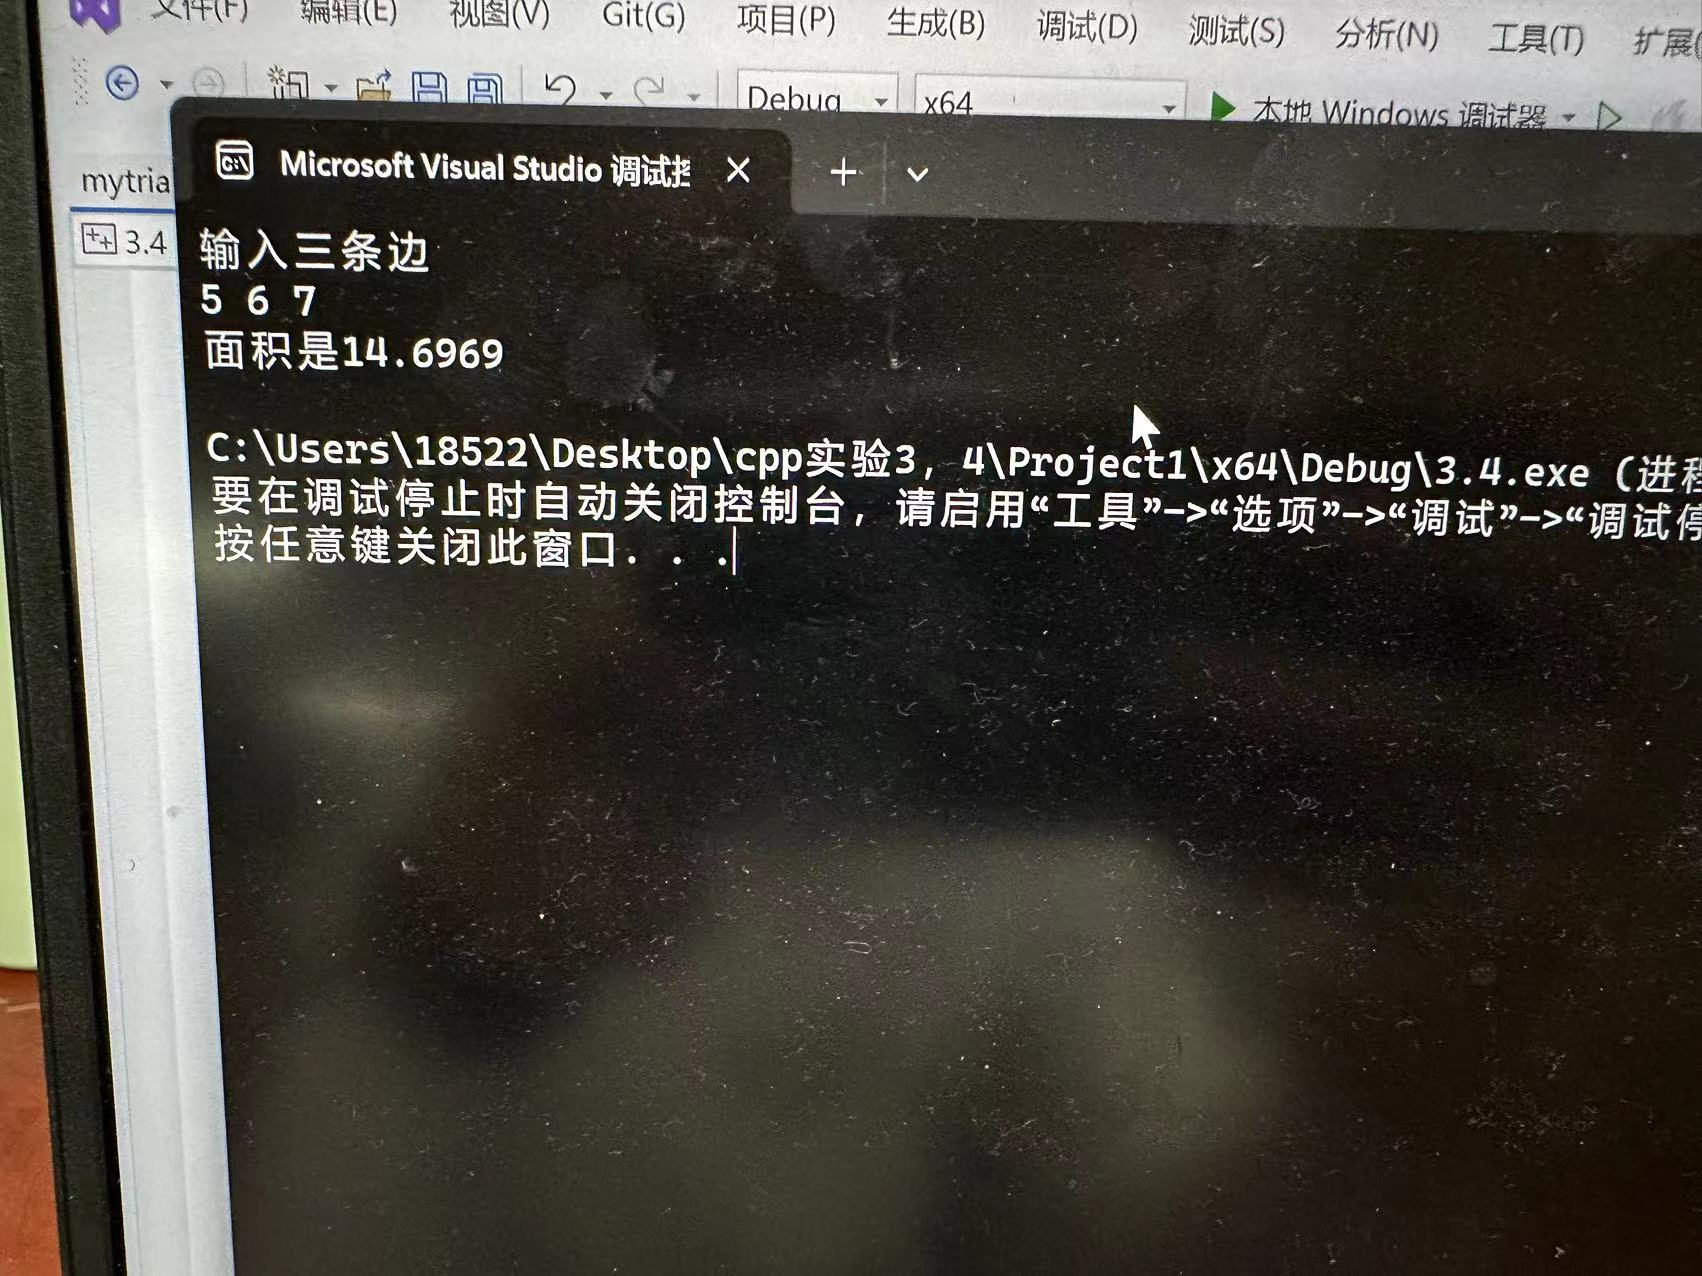 文件(F) 编辑(E) 视图(V) Git(G) 项目(P) 生成(B) 调试(D) 测试(S) 分析(N) 工具(T) 扩展(
Debug x64 本地 Windows 调试器
Microsoft Visual Studio 调试控
mytria
3.4
输入三条边
5 6 7
面积是14.6969
C:\Users\18522\Desktop\cpp实验3, 4\Project1\x64\Debug\3.4.exe (进程
要在调试停止时自动关闭控制台，请启用“工具”->“选项”->“调试”->“调试停
按任意键关闭此窗口. . .